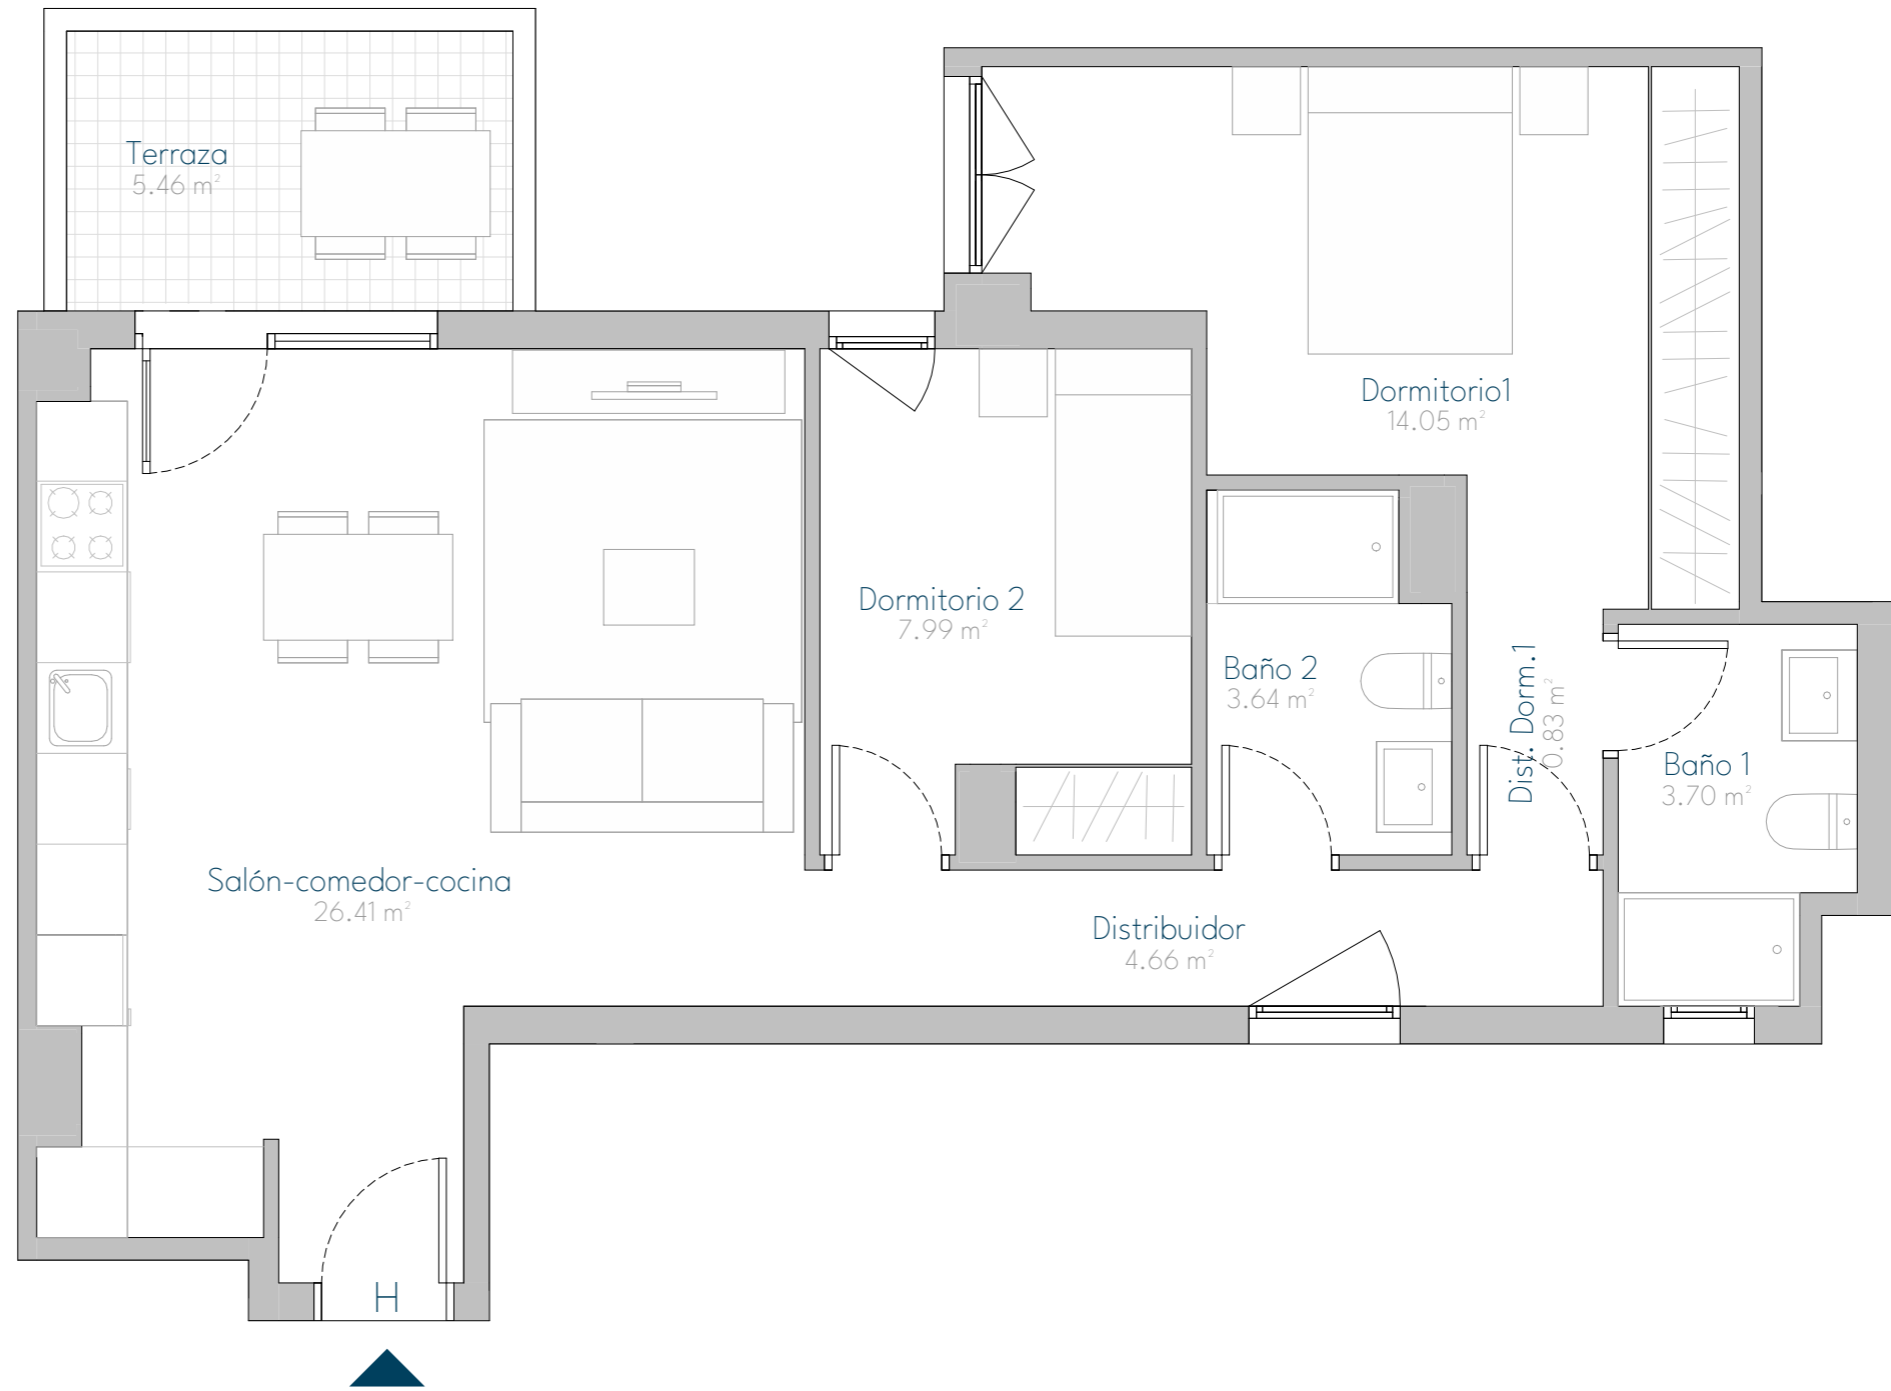 Terraza
5.46 m²
Dormitorio1
14.05 m²
Dormitorio 2
7.99 m²
Baño 2
3.64 m²
Dist. Dorm.1
0.83 m²
Baño 1
3.70 m²
Salón-comedor-cocina
26.41 m²
Distribuidor
4.66 m²
H